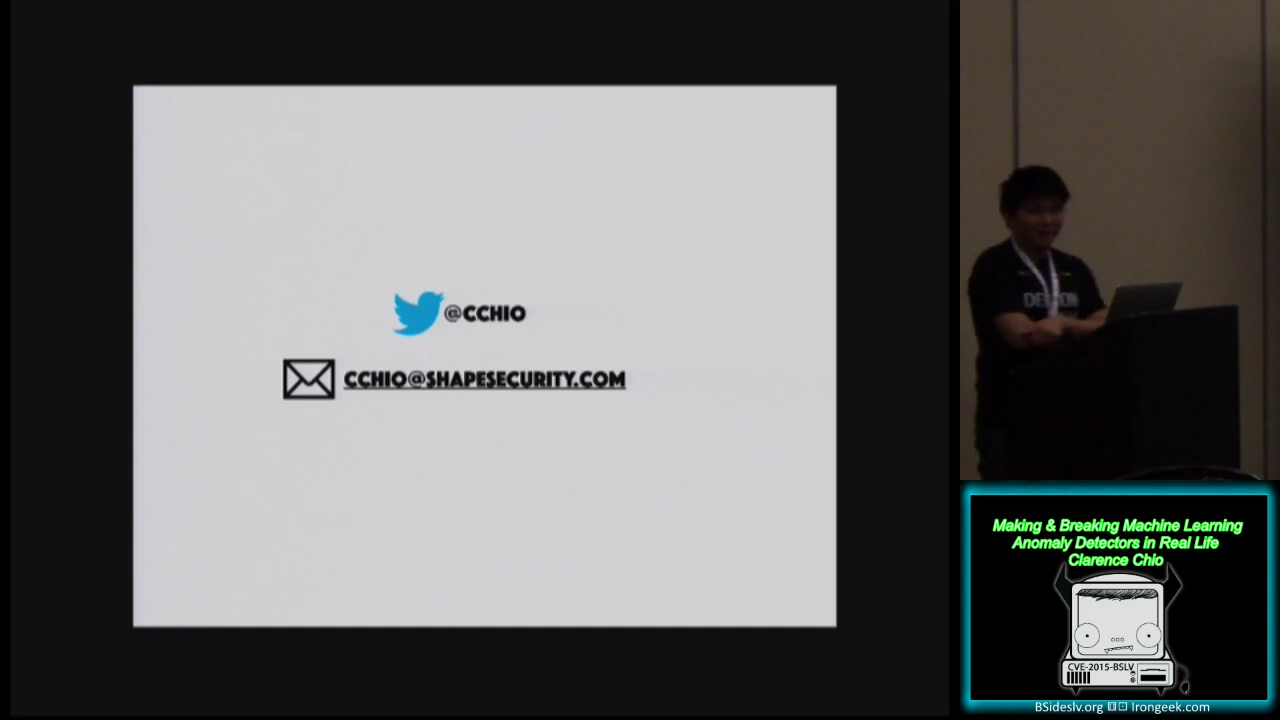 @CCHIO
CCHIO@SHAPESECURITY.COM
Making & Breaking Machine Learning
Anomaly Detectors in Real Life
Clarence Chio
CVE-2015-BSLV
BSideslv.org
Irongeek.com